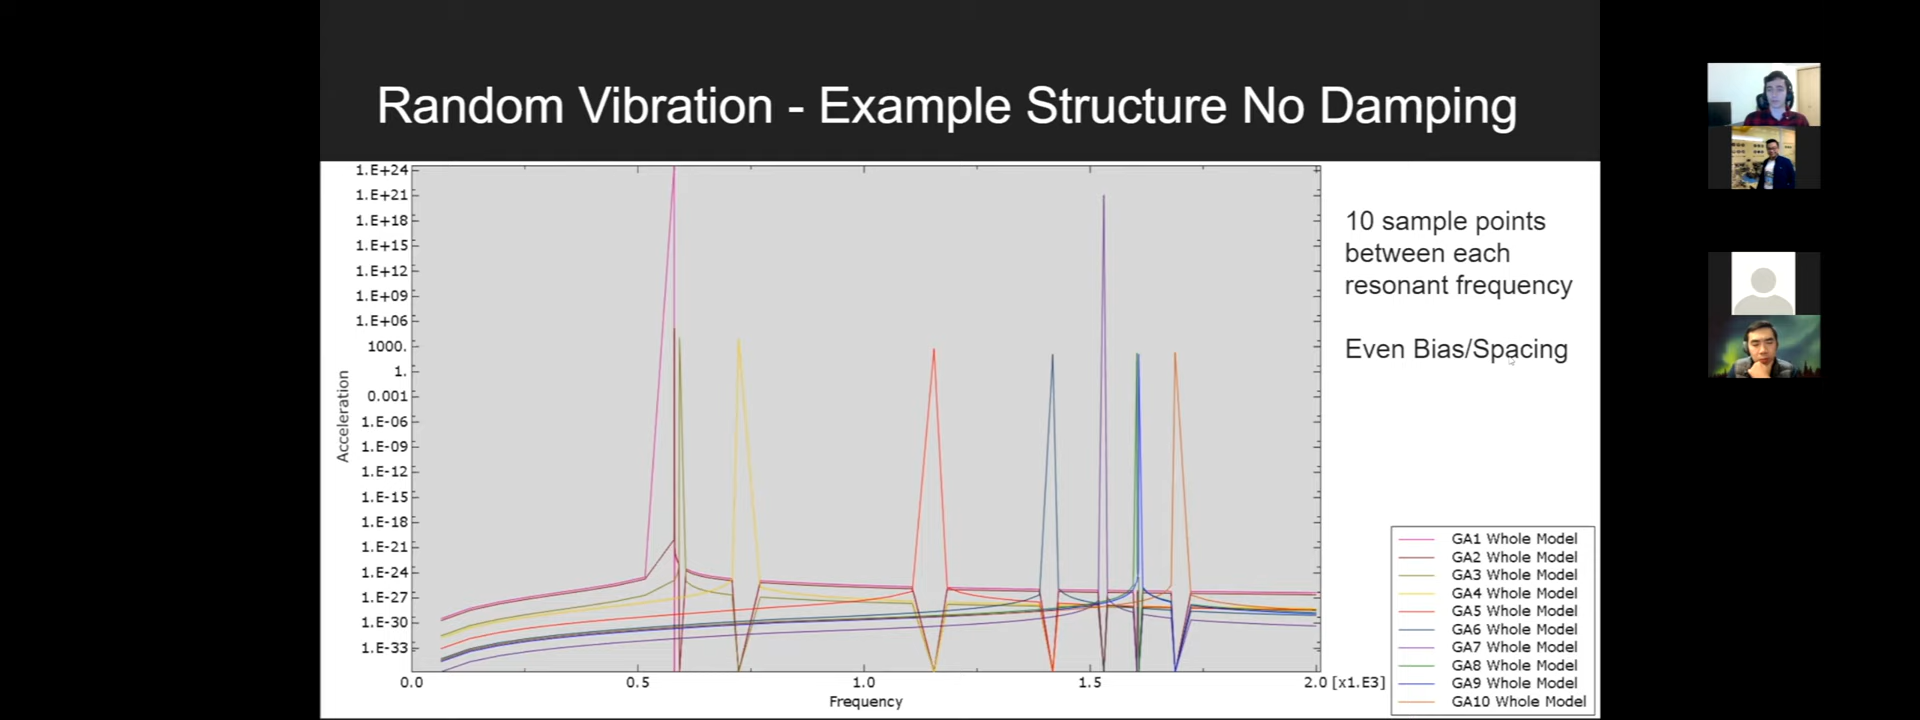 Random Vibration - Example Structure No Damping
1.E+24
1.E+21
1.E+18
1.E+15
1.E+12
1.E+09
1.E+06
1000.
1.
0.001
1.E-06
1.E-09
1.E-12
1.E-15
1.E-18
1.E-21
1.E-24
1.E-27
1.E-30
1.E-33
Acceleration
0.0 0.5 1.0 1.5 2.0 [x1.E3]
Frequency
10 sample points
between each
resonant frequency
Even Bias/Spacing
GA1 Whole Model
GA2 Whole Model
GA3 Whole Model
GA4 Whole Model
GA5 Whole Model
GA6 Whole Model
GA7 Whole Model
GA8 Whole Model
GA9 Whole Model
GA10 Whole Model